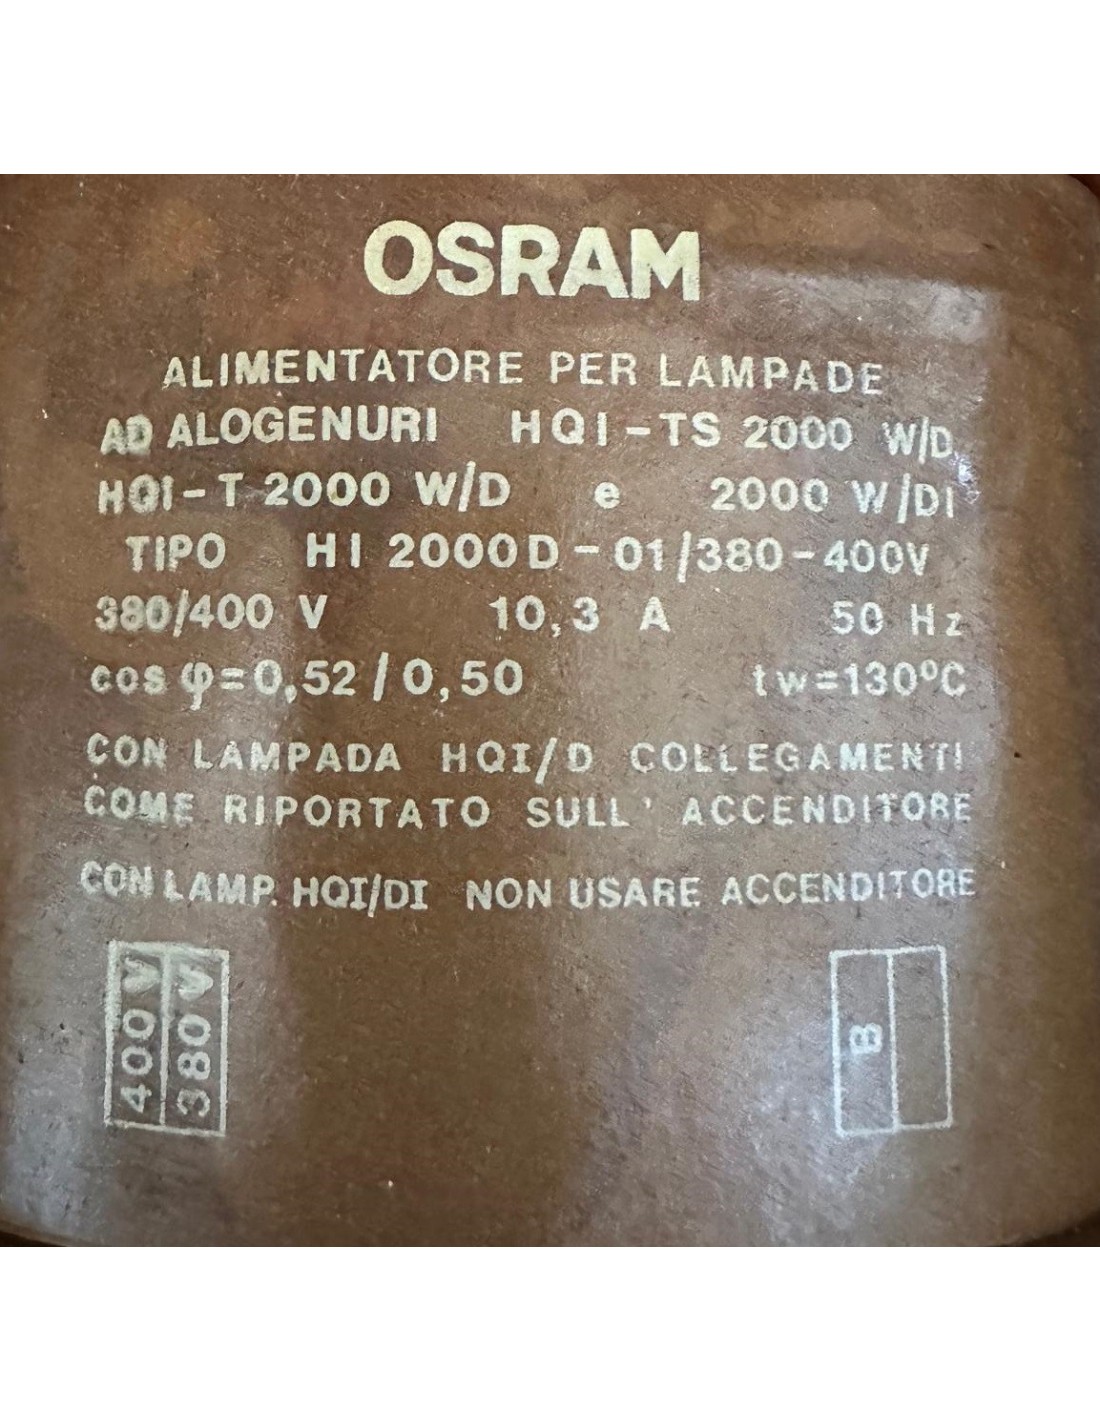 OSRAM
ALIMENTATORE PER LAMPADE
AD ALOGENURI HQI-TS 2000 W/D
HQI-T 2000 W/D e 2000 W/DI
TIPO HI 2000D-01/380-400V
380/400 V 10,3 A 50 Hz
cos φ=0,52/0,50 tw=130°C
CON LAMPADA HQI/D COLLEGAMENTI
COME RIPORTATO SULL' ACCENDITORE
CON LAMP. HQI/DI NON USARE ACCENDITORE
400V
380V
B